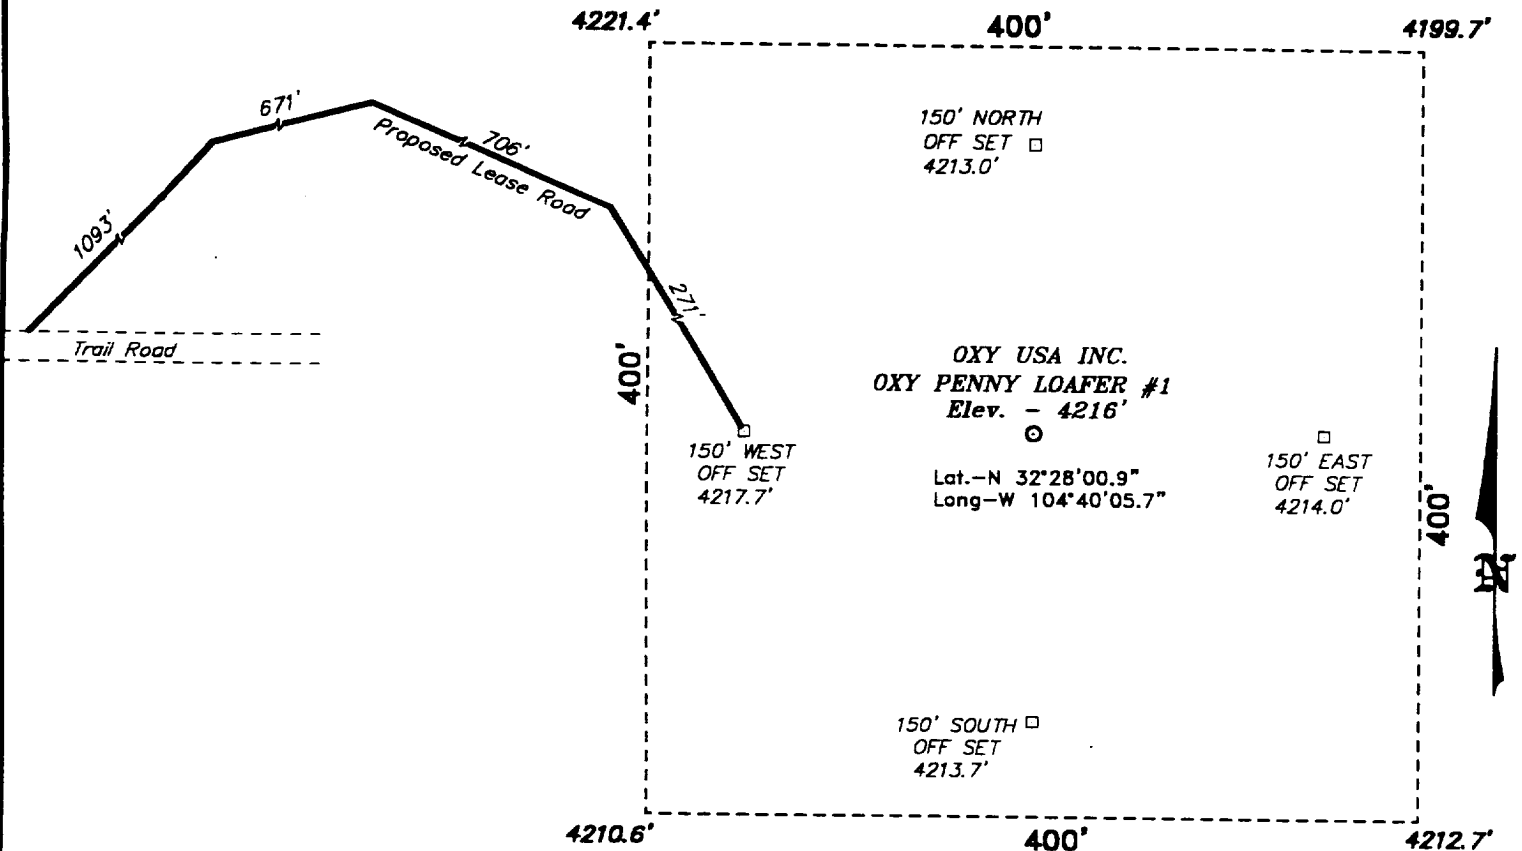 4221.4'
400'
4199.7'
671'
706'
Proposed Lease Road
1093'
271'
Trail Road
150' NORTH
OFF SET
4213.0'
400'
OXY USA INC.
OXY PENNY LOAFER #1
Elev. - 4216'
Lat.-N 32°28'00.9"
Long-W 104°40'05.7"
150' WEST
OFF SET
4217.7'
150' EAST
OFF SET
4214.0'
400'
N
150' SOUTH
OFF SET
4213.7'
4210.6'
400'
4212.7'